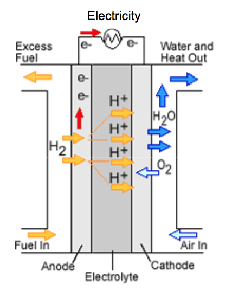 Electricity
e- e-
Excess
Fuel
Water and
Heat Out
e-
e-
H+
H+
H+
H+
H2
H2O
O2
Fuel In
Air In
Anode
Cathode
Electrolyte